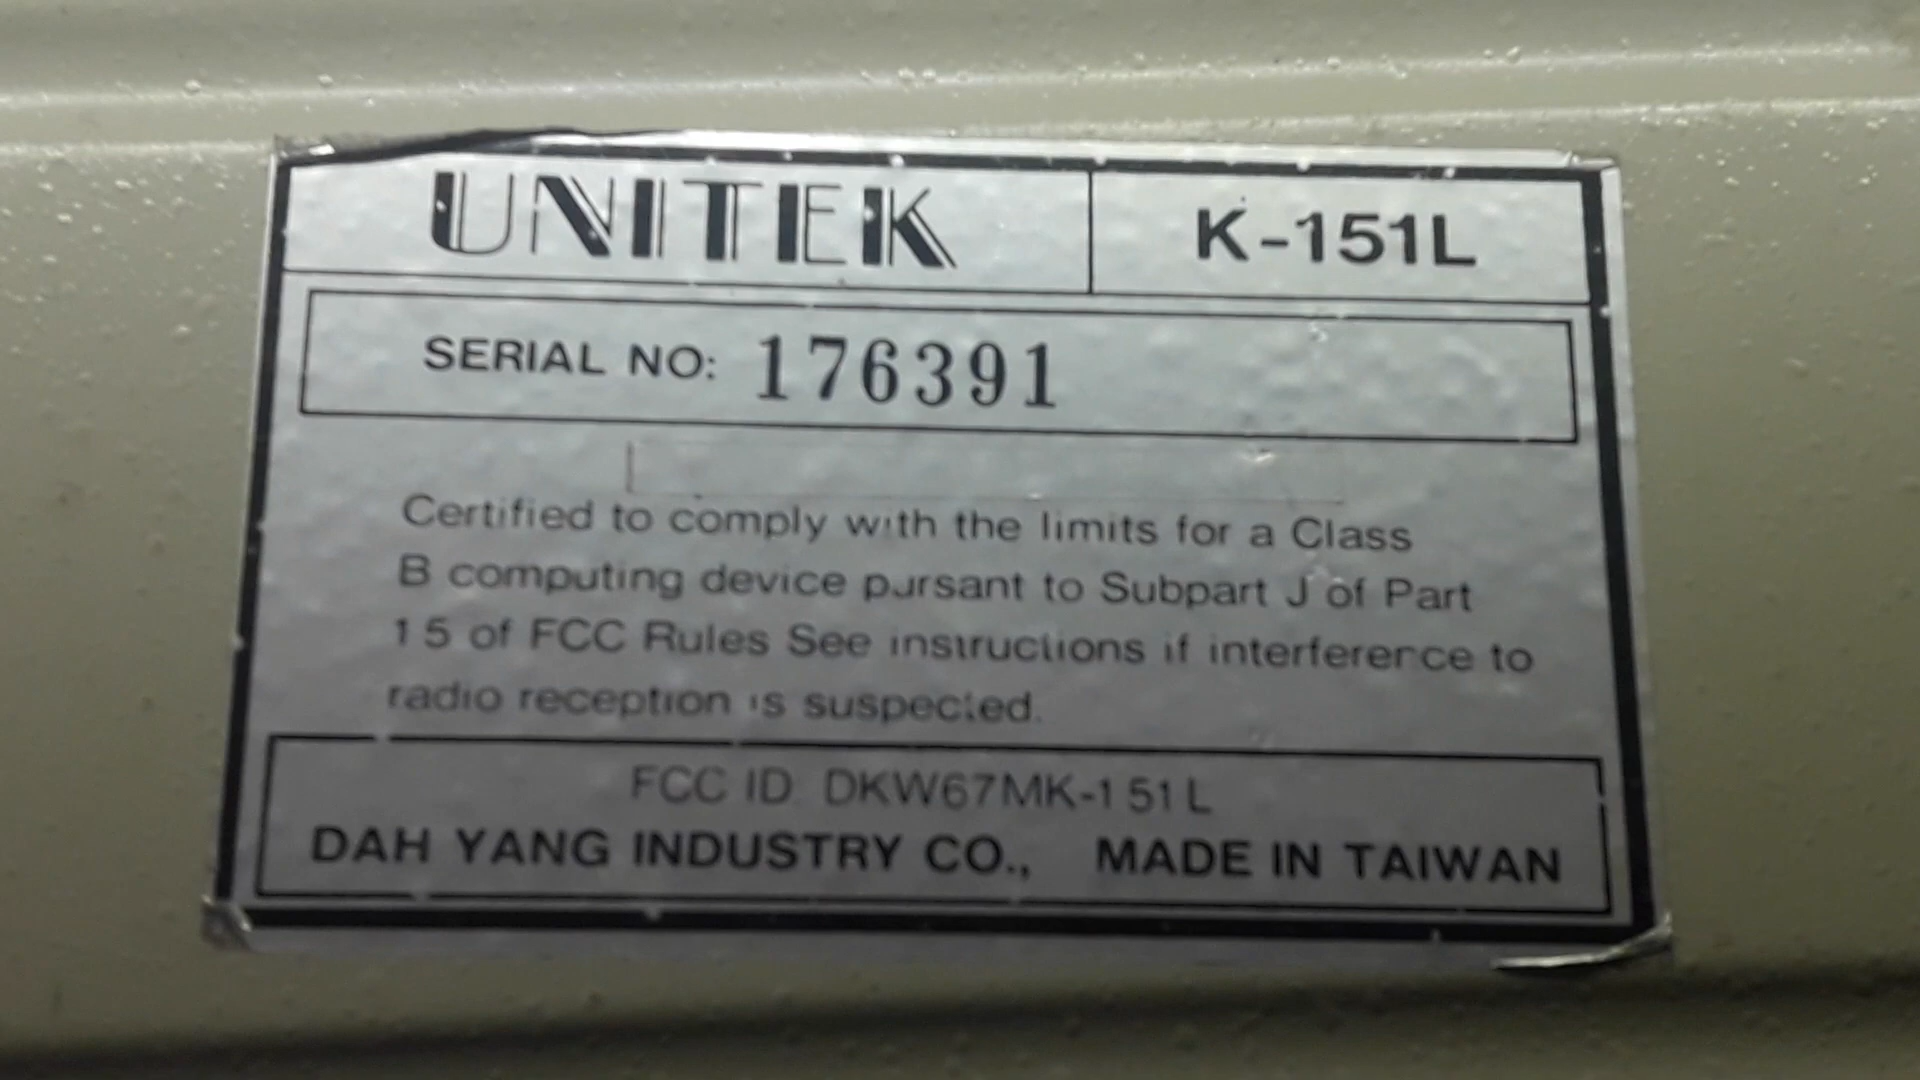 UNITEK
K-151L
SERIAL NO: 176391
Certified to comply with the limits for a Class
B computing device pursant to Subpart J of Part
15 of FCC Rules See instructions if interference to
radio reception is suspected.
FCC ID DKW67MK-151L
DAH YANG INDUSTRY CO., MADE IN TAIWAN